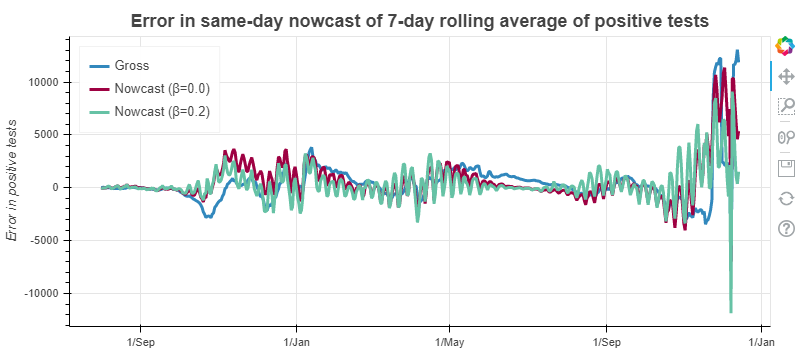 Error in same-day nowcast of 7-day rolling average of positive tests
Gross
Nowcast (β=0.0)
Nowcast (β=0.2)
Error in positive tests
10000
5000
0
-5000
-10000
1/Sep
1/Jan
1/May
1/Sep
1/Jan